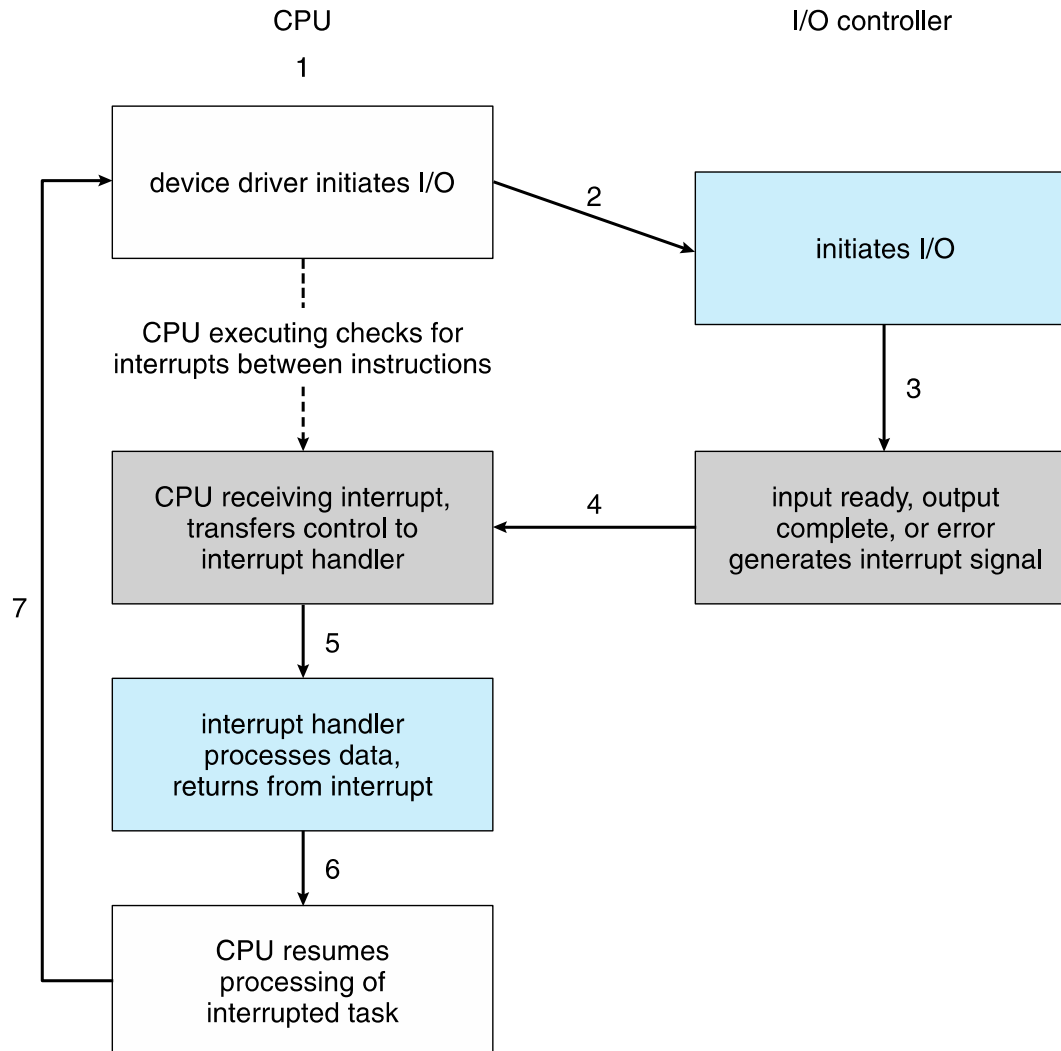 CPU
I/O controller
1
device driver initiates I/O
2
initiates I/O
CPU executing checks for
interrupts between instructions
3
CPU receiving interrupt,
transfers control to
interrupt handler
4
input ready, output
complete, or error
generates interrupt signal
7
5
interrupt handler
processes data,
returns from interrupt
6
CPU resumes
processing of
interrupted task